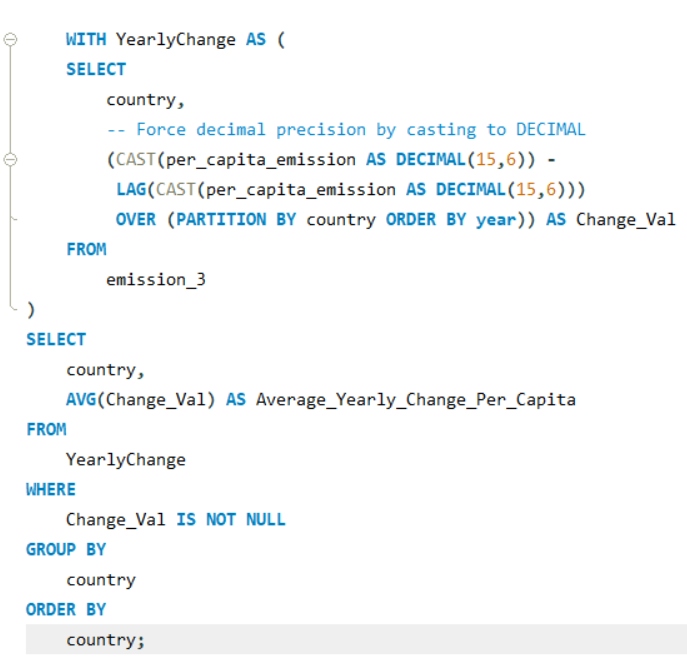 WITH YearlyChange AS (
SELECT
country,
-- Force decimal precision by casting to DECIMAL
(CAST(per_capita_emission AS DECIMAL(15,6)) -
LAG(CAST(per_capita_emission AS DECIMAL(15,6)))
OVER (PARTITION BY country ORDER BY year)) AS Change_Val
FROM
emission_3
)
SELECT
country,
AVG(Change_Val) AS Average_Yearly_Change_Per_Capita
FROM
YearlyChange
WHERE
Change_Val IS NOT NULL
GROUP BY
country
ORDER BY
country;